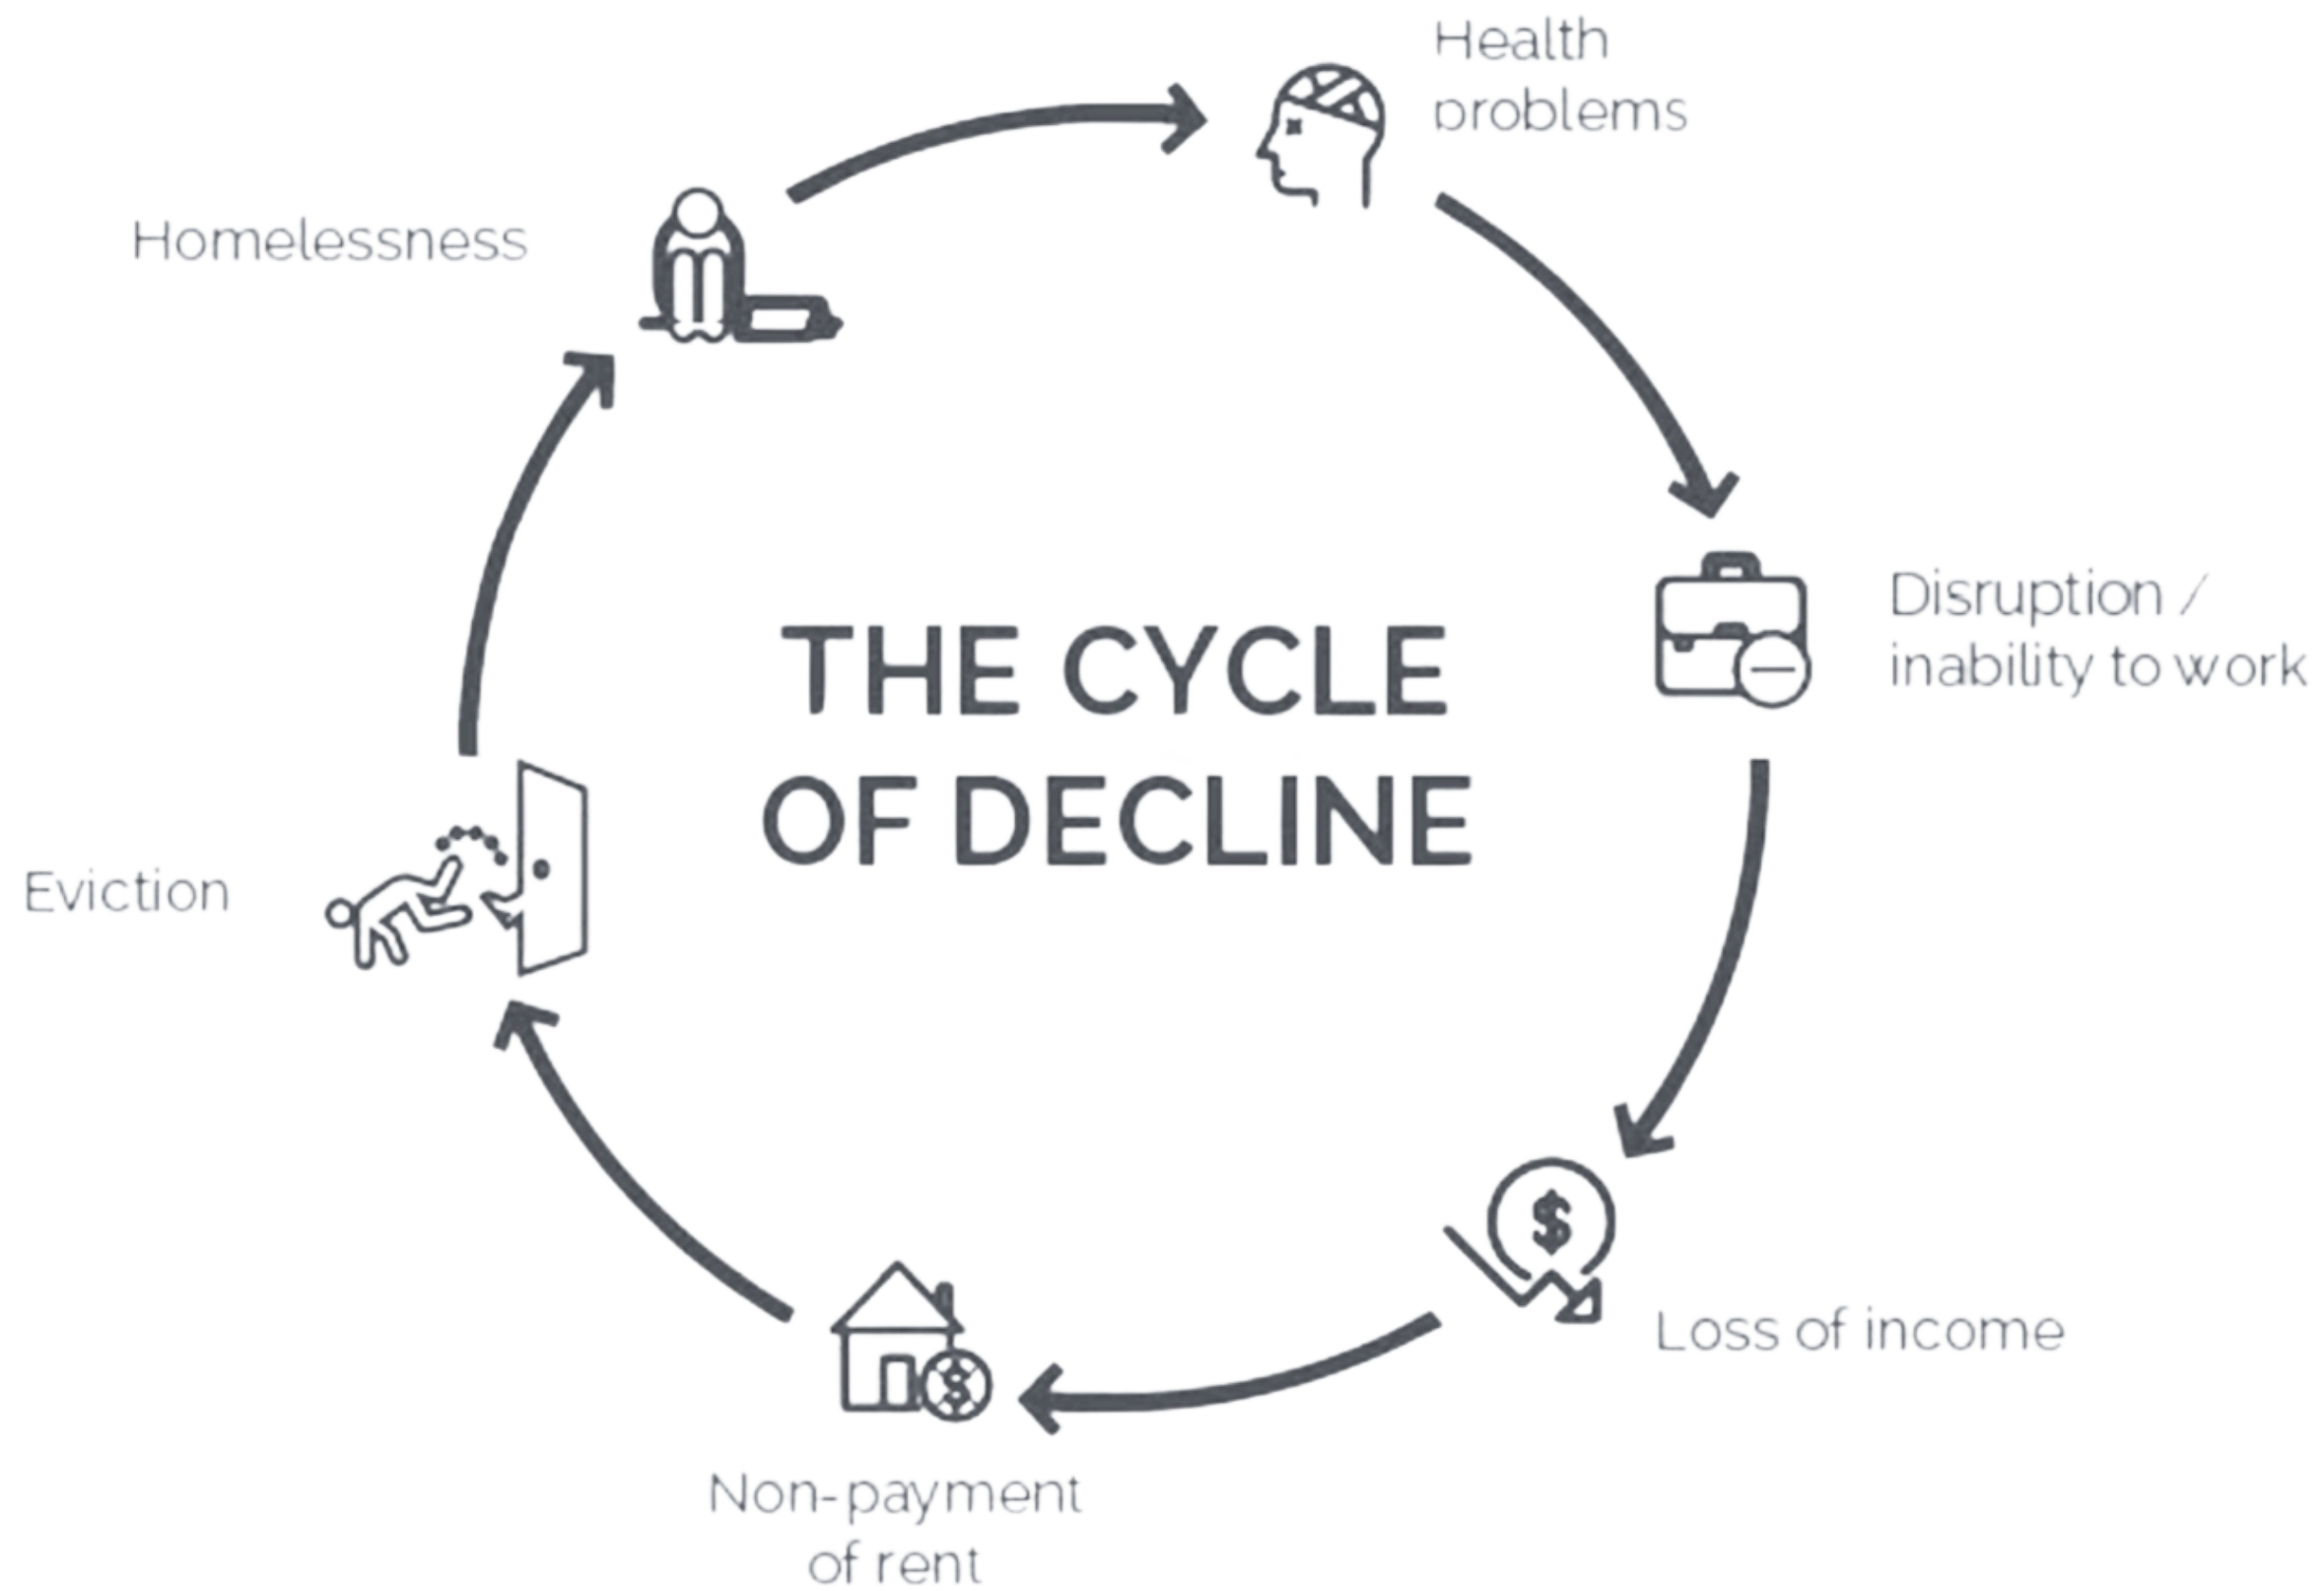 Health
problems
Homelessness
Disruption /
inability to work
THE CYCLE
OF DECLINE
Eviction
Loss of income
Non-payment
of rent